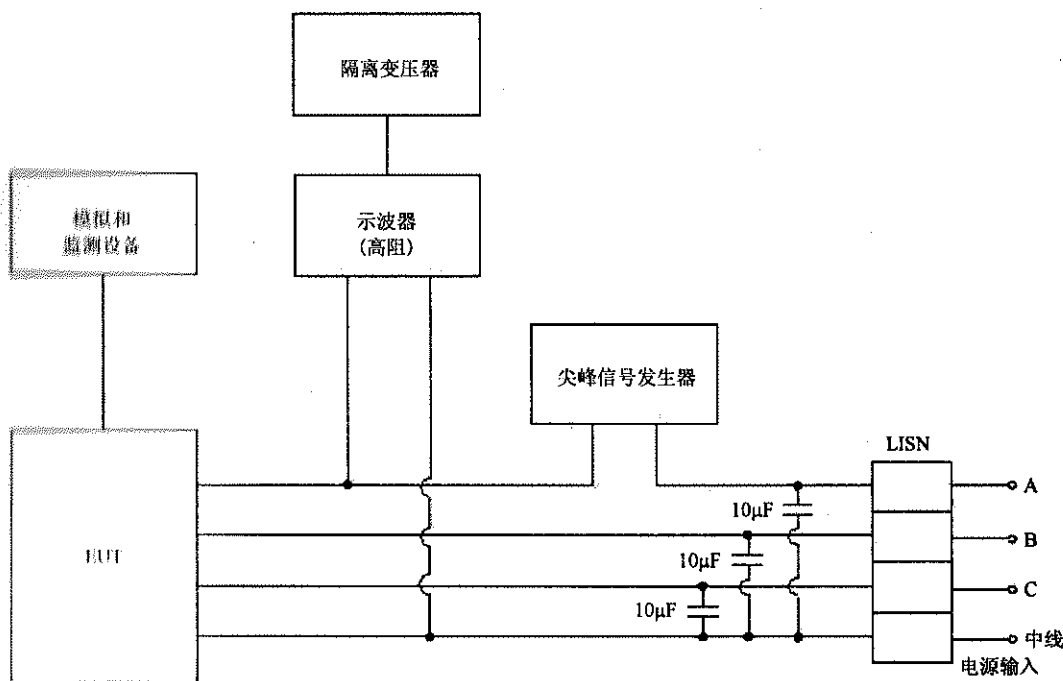 隔离变压器
模拟和
监测设备
示波器
(高阻)
尖峰信号发生器
LISN
A
10μF
B
EUT
10μF
C
10μF
中线
电源输入